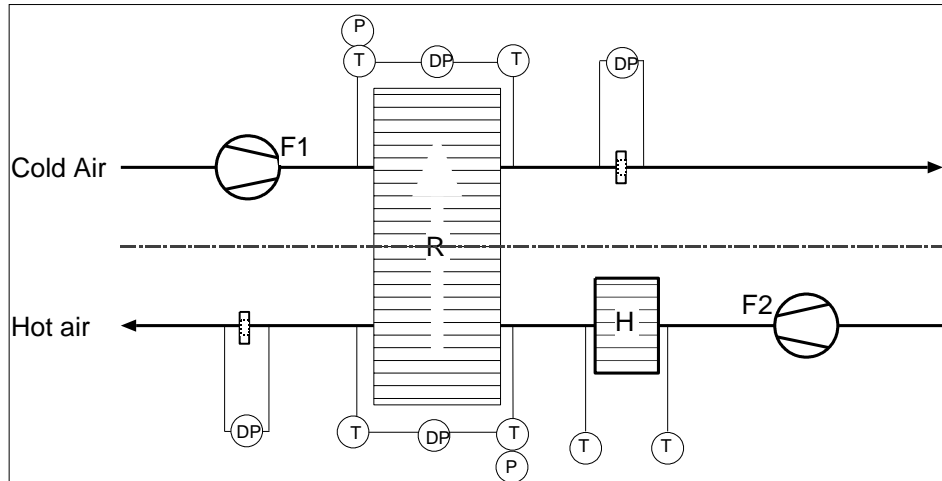 P
T DP T DP
F1
Cold Air
R
F2
Hot air
H
DP T DP T T T
P